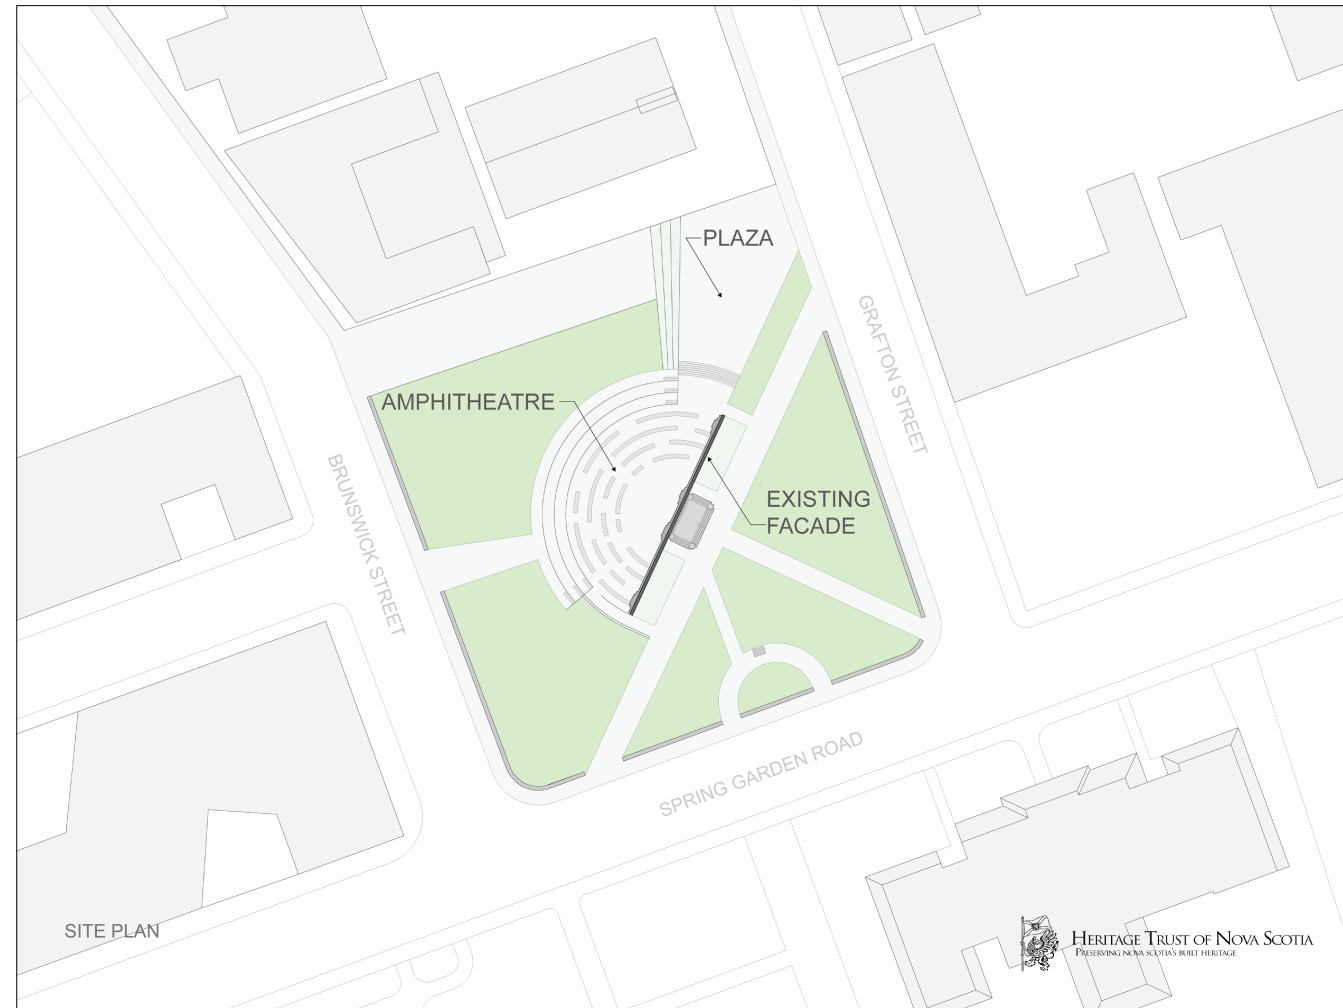 PLAZA
AMPHITHEATRE
EXISTING
FACADE
GRAFTON STREET
BRUNSWICK STREET
SPRING GARDEN ROAD
SITE PLAN
HERITAGE TRUST OF NOVA SCOTIA
PRESERVING NOVA SCOTIA'S BUILT HERITAGE